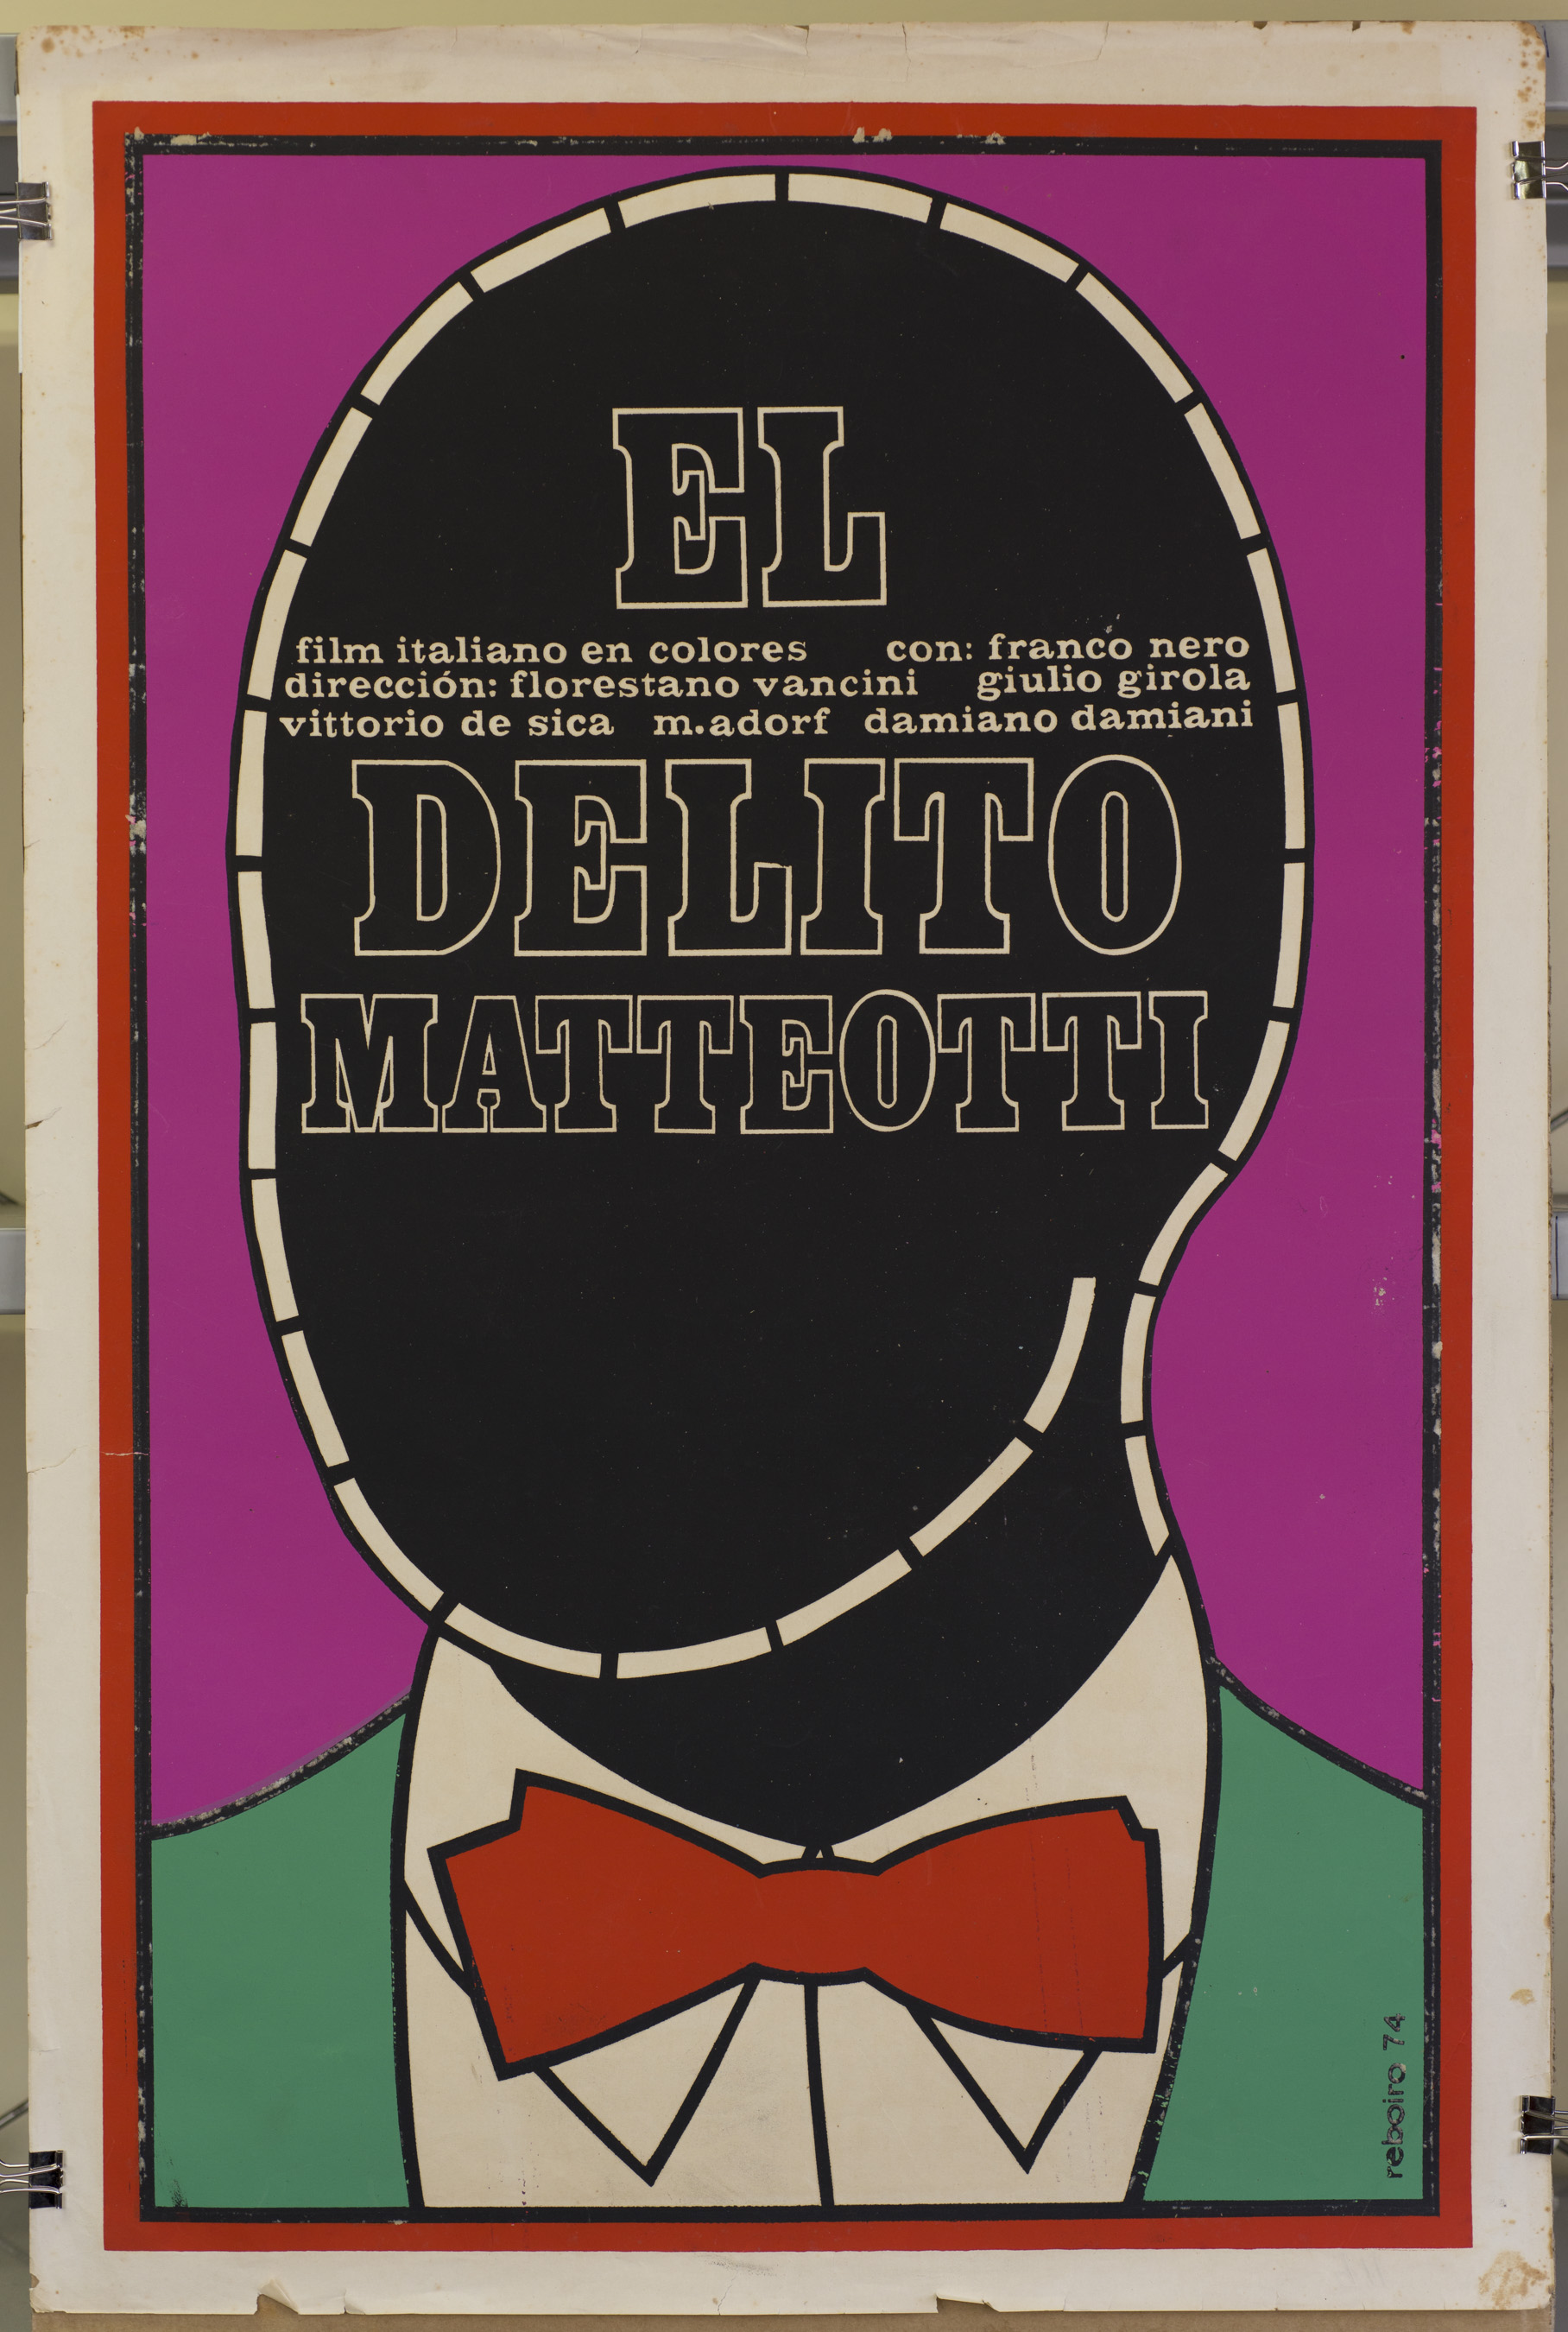 EL
film italiano en colores con: franco nero
dirección: florestano vancini giulio girola
vittorio de sica m.adorf damiano damiani
DELITO
MATTEOTTI
reboiro 74